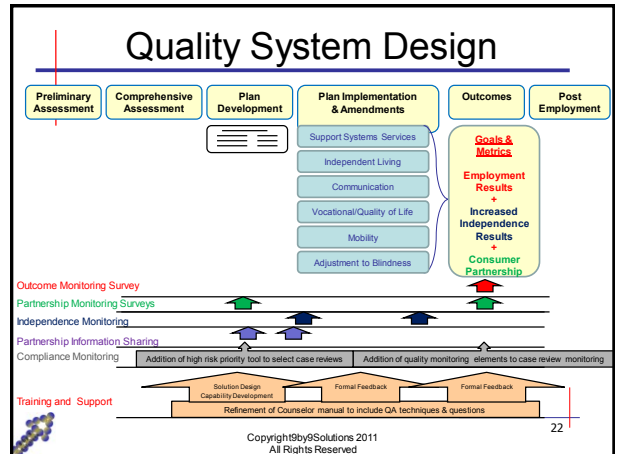 Quality System Design
Preliminary
Assessment
Comprehensive
Assessment
Plan
Development
Plan Implementation
& Amendments
Outcomes
Post
Employment
Support Systems Services
Independent Living
Communication
Vocational/Quality of Life
Mobility
Adjustment to Blindness
Goals &
Metrics
Employment
Results
+
Increased
Independence
Results
+
Consumer
Partnership
Outcome Monitoring Survey
Partnership Monitoring Surveys
Independence Monitoring
Partnership Information Sharing
Compliance Monitoring
Addition of high risk priority tool to select case reviews
Addition of quality monitoring elements to case review monitoring
Solution Design
Capability Development
Formal Feedback
Formal Feedback
Training and Support
Refinement of Counselor manual to include QA techniques & questions
22
Copyright9by9Solutions 2011
All Rights Reserved